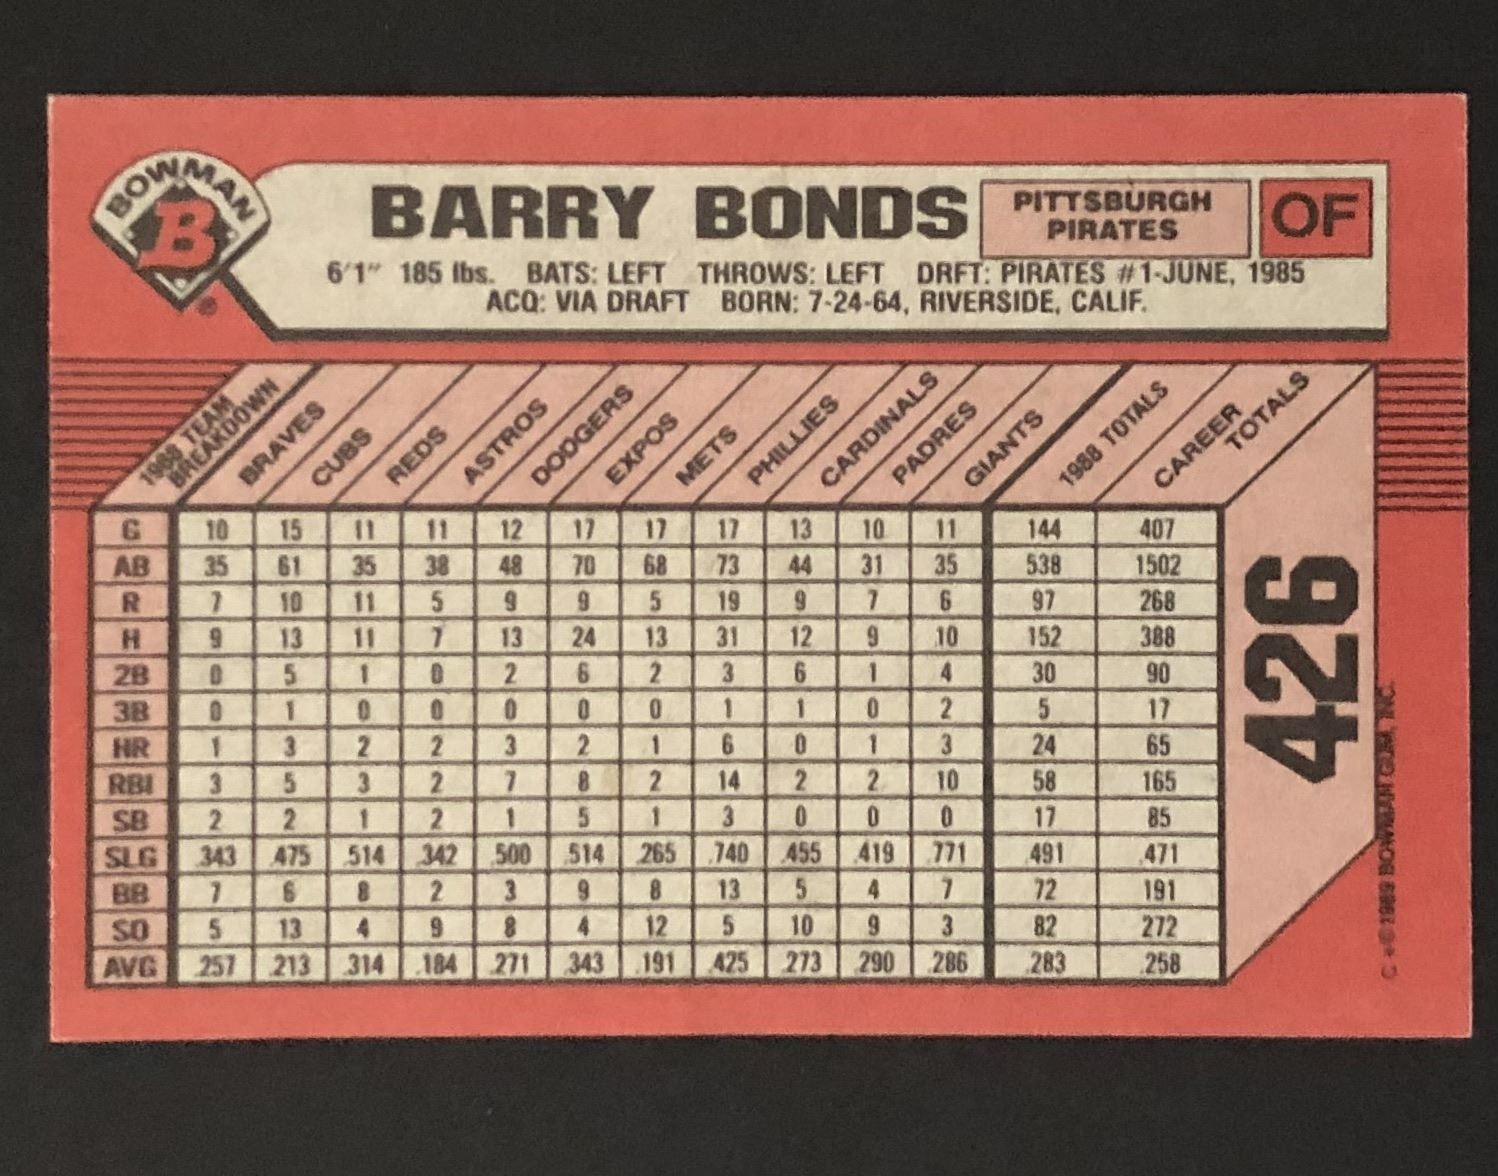 BOWMAN
B
BARRY BONDS
PITTSBURGH
PIRATES
OF
6'1" 185 lbs. BATS: LEFT THROWS: LEFT DRFT: PIRATES #1-JUNE, 1985
ACQ: VIA DRAFT BORN: 7-24-64, RIVERSIDE, CALIF.
1988 TEAM
BREAKDOWN
BRAVES
CUBS
REDS
ASTROS
DODGERS
EXPOS
METS
PHILLIES
CARDINALS
PADRES
GIANTS
1988 TOTALS
CAREER
TOTALS
G 10 15 11 11 12 17 17 17 13 10 11 144 407
AB 35 61 35 38 48 70 68 73 44 31 35 538 1502
R 7 10 11 5 9 9 5 19 9 7 6 97 268
H 9 13 11 7 13 24 13 31 12 9 10 152 388
2B 0 5 1 0 2 6 2 3 6 1 4 30 90
3B 0 1 0 0 0 0 0 1 1 0 2 5 17
HR 1 3 2 2 3 2 1 6 0 1 3 24 65
RBI 3 5 3 2 7 8 2 14 2 2 10 58 165
SB 2 2 1 2 1 5 1 3 0 0 0 17 85
SLG .343 .475 .514 .342 .500 .514 .265 .740 .455 .419 .771 .491 .471
BB 7 6 8 2 3 9 8 13 5 4 7 72 191
SO 5 13 4 9 8 4 12 5 10 9 3 82 272
AVG .257 .213 .314 .184 .271 .343 .191 .425 .273 .290 .286 .283 .258
426
© 1989 BOWMAN GUM, INC.